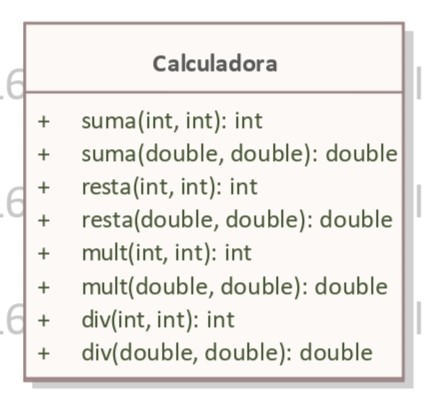 Calculadora
+ suma(int, int): int
+ suma(double, double): double
+ resta(int, int): int
+ resta(double, double): double
+ mult(int, int): int
+ mult(double, double): double
+ div(int, int): int
+ div(double, double): double